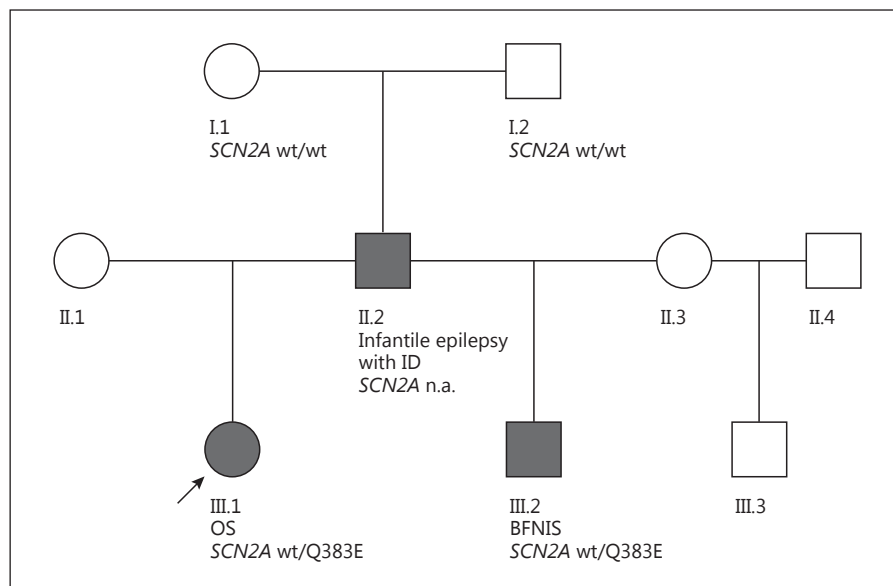 I.1
SCN2A wt/wt
I.2
SCN2A wt/wt
II.1
II.2
Infantile epilepsy
with ID
SCN2A n.a.
II.3
II.4
III.1
OS
SCN2A wt/Q383E
III.2
BFNIS
SCN2A wt/Q383E
III.3